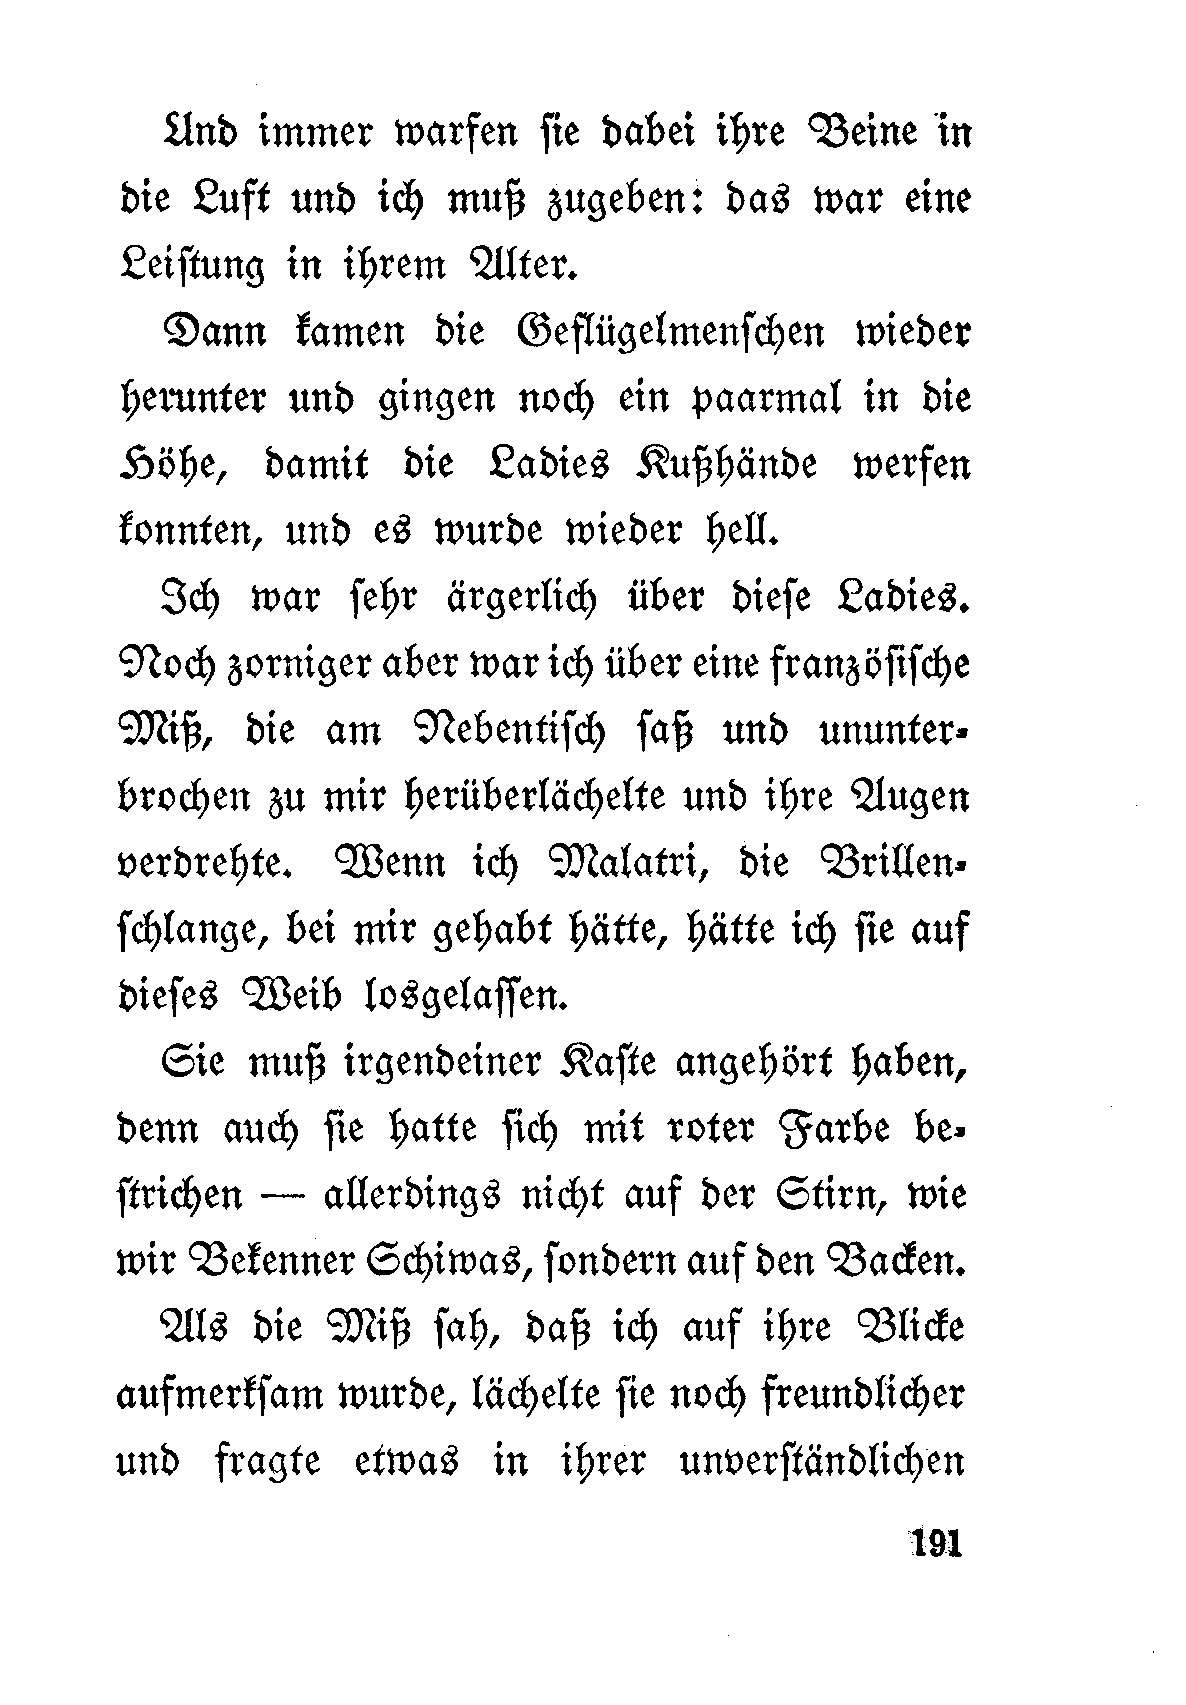 Und immer warfen sie dabei ihre Beine in
die Luft und ich muß zugeben: das war eine
Leistung in ihrem Alter.
Dann kamen die Geflügelmenschen wieder
herunter und gingen noch ein paarmal in die
Höhe, damit die Ladies Kußhände werfen
konnten, und es wurde wieder hell.
Ich war sehr ärgerlich über diese Ladies.
Noch zorniger aber war ich über eine französische
Miß, die am Nebentisch saß und ununter-
brochen zu mir herüberlächelte und ihre Augen
verdrehte. Wenn ich Malatri, die Brillen-
schlange, bei mir gehabt hätte, hätte ich sie auf
dieses Weib losgelassen.
Sie muß irgendeiner Kaste angehört haben,
denn auch sie hatte sich mit roter Farbe be-
strichen — allerdings nicht auf der Stirn, wie
wir Bekenner Schiwas, sondern auf den Backen.
Als die Miß sah, daß ich auf ihre Blicke
aufmerksam wurde, lächelte sie noch freundlicher
und fragte etwas in ihrer unverständlichen
191